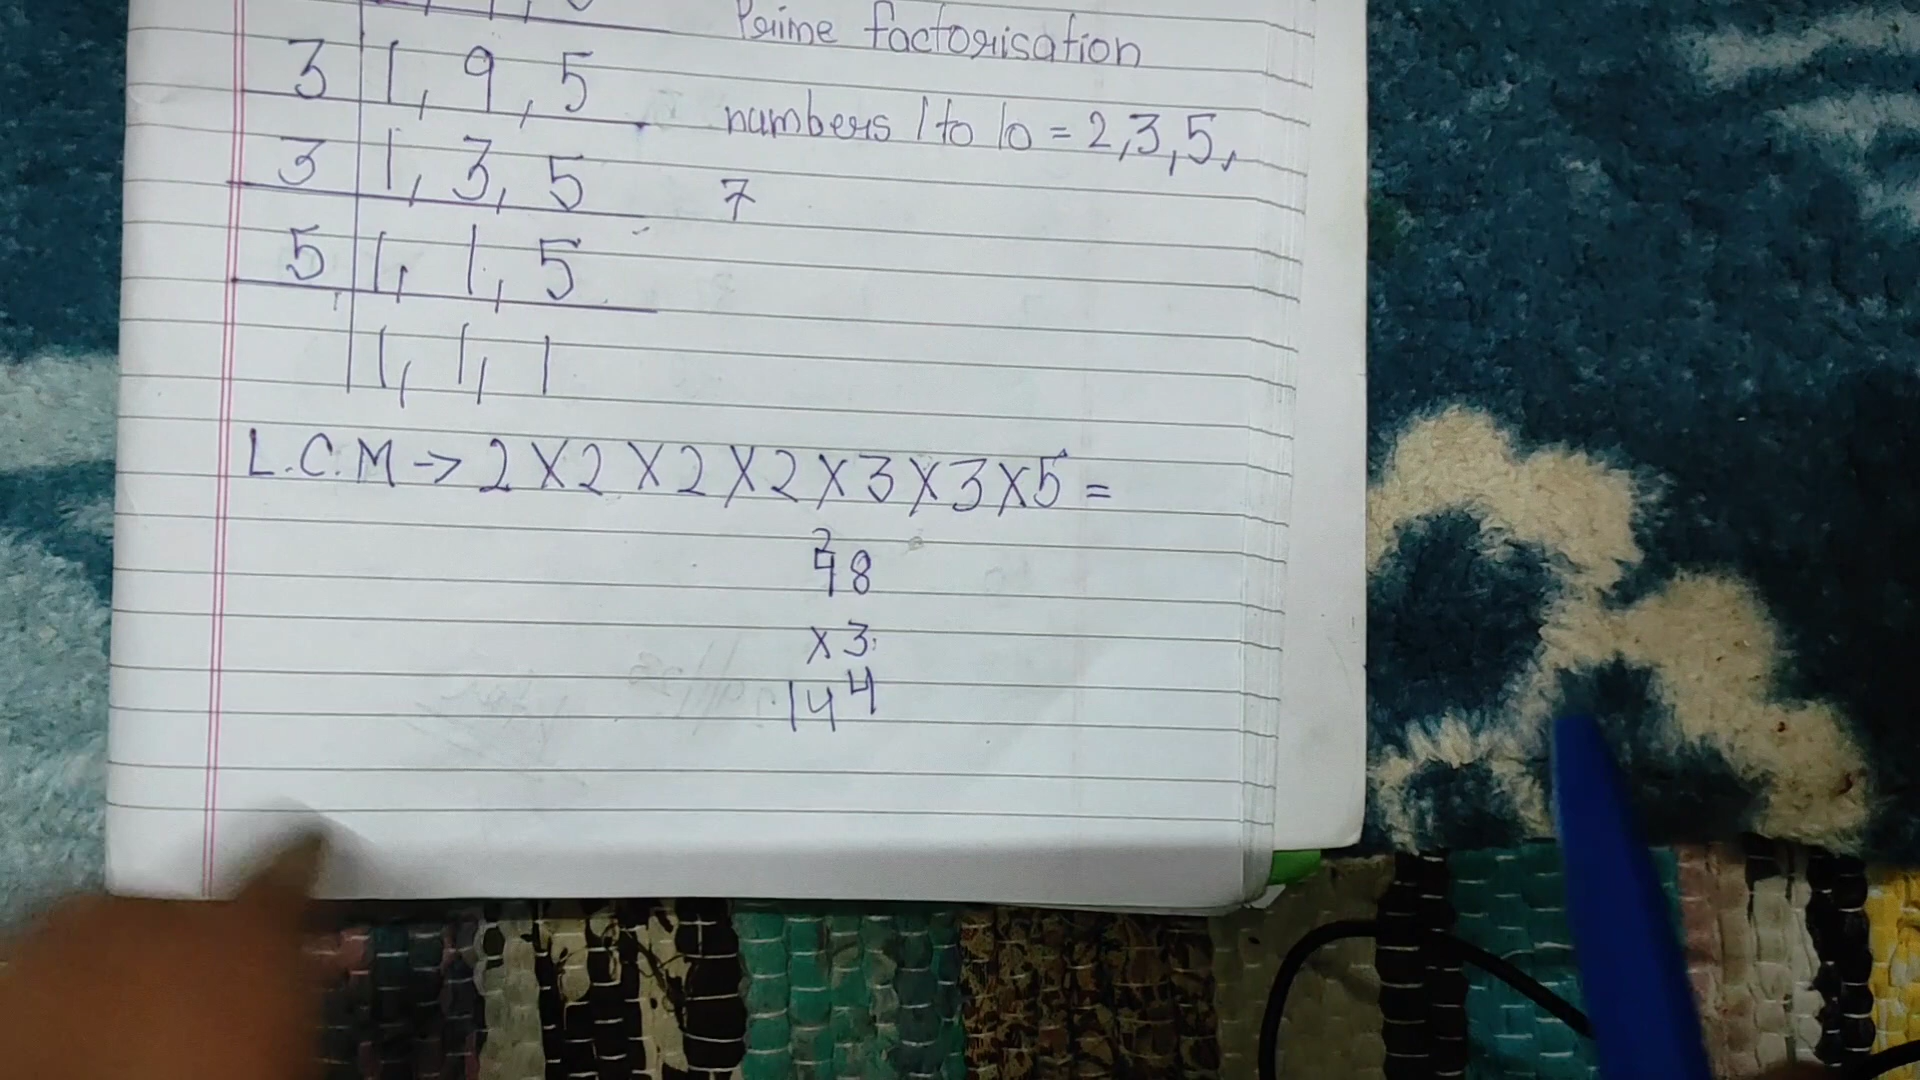 Prime factorisation
3 | 1, 9, 5
numbers 1 to 10 = 2,3,5,
3 | 1, 3, 5
7
5 | 1, 1, 5
1, 1, 1
L.C.M → 2 X 2 X 2 X 2 X 3 X 3 X 5 =
2
48
x 3
144